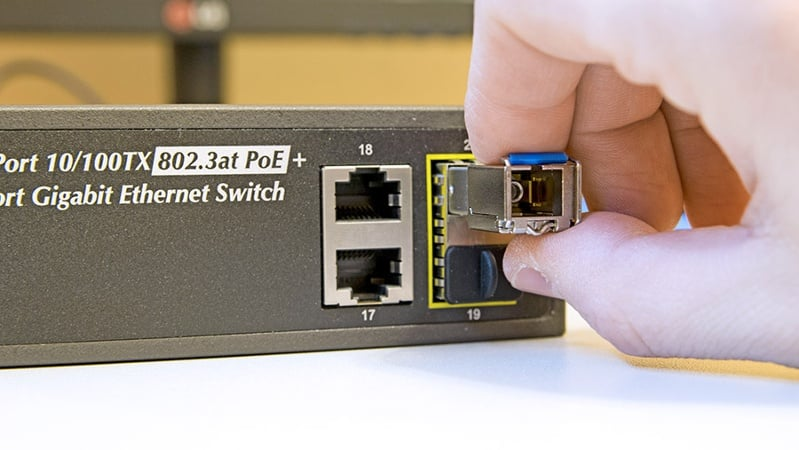 Port 10/100TX 802.3at PoE +
ort Gigabit Ethernet Switch
18
17
19